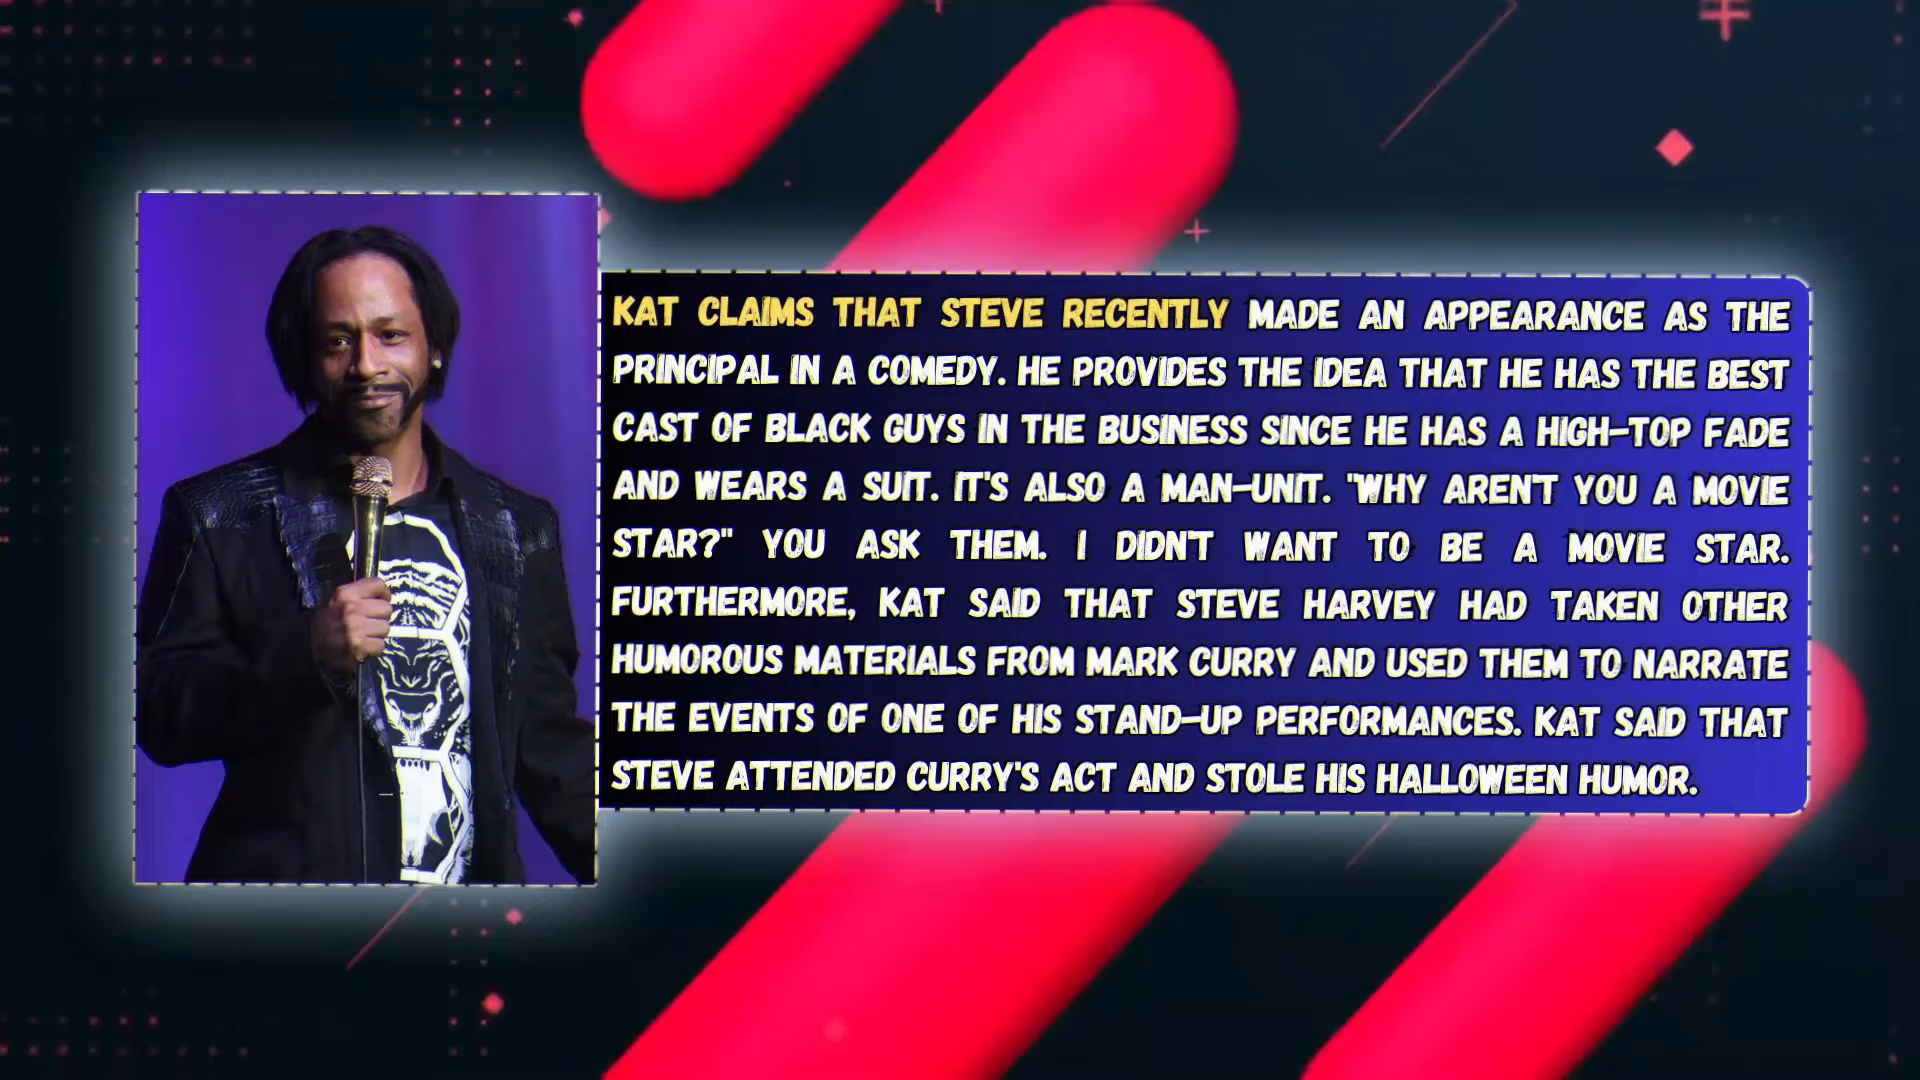 KAT CLAIMS THAT STEVE RECENTLY MADE AN APPEARANCE AS THE
PRINCIPAL IN A COMEDY. HE PROVIDES THE IDEA THAT HE HAS THE BEST
CAST OF BLACK GUYS IN THE BUSINESS SINCE HE HAS A HIGH-TOP FADE
AND WEARS A SUIT. IT'S ALSO A MAN-UNIT. "WHY AREN'T YOU A MOVIE
STAR?" YOU ASK THEM. I DIDN'T WANT TO BE A MOVIE STAR.
FURTHERMORE, KAT SAID THAT STEVE HARVEY HAD TAKEN OTHER
HUMOROUS MATERIALS FROM MARK CURRY AND USED THEM TO NARRATE
THE EVENTS OF ONE OF HIS STAND-UP PERFORMANCES. KAT SAID THAT
STEVE ATTENDED CURRY'S ACT AND STOLE HIS HALLOWEEN HUMOR.